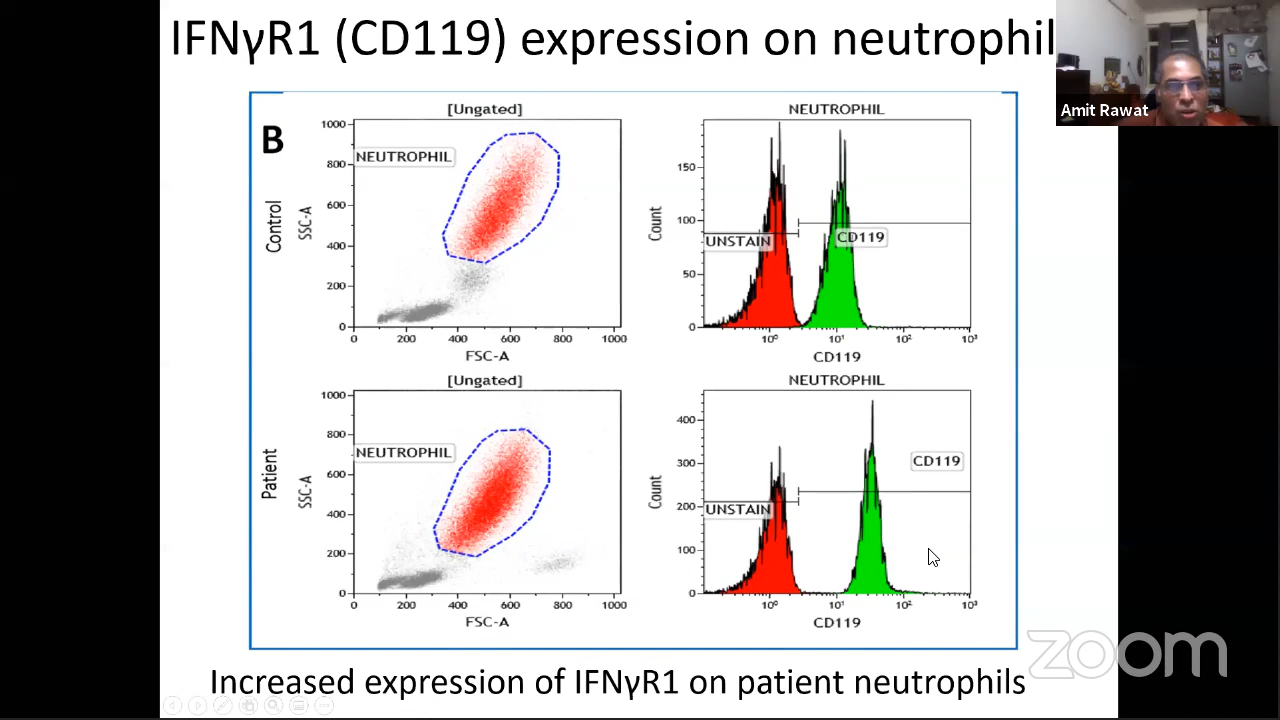 IFNγR1 (CD119) expression on neutrophil
Amit Rawat
B
Control
[Ungated]
NEUTROPHIL
SSC-A
1000
800
600
400
200
0
0 200 400 600 800 1000
FSC-A
NEUTROPHIL
Count
150
100
50
0
UNSTAIN
CD119
10⁰ 10¹ 10² 10³
CD119
Patient
[Ungated]
NEUTROPHIL
SSC-A
1000
800
600
400
200
0
0 200 400 600 800 1000
FSC-A
NEUTROPHIL
Count
400
300
200
100
0
UNSTAIN
CD119
10⁰ 10¹ 10² 10³
CD119
Increased expression of IFNγR1 on patient neutrophils
zoom